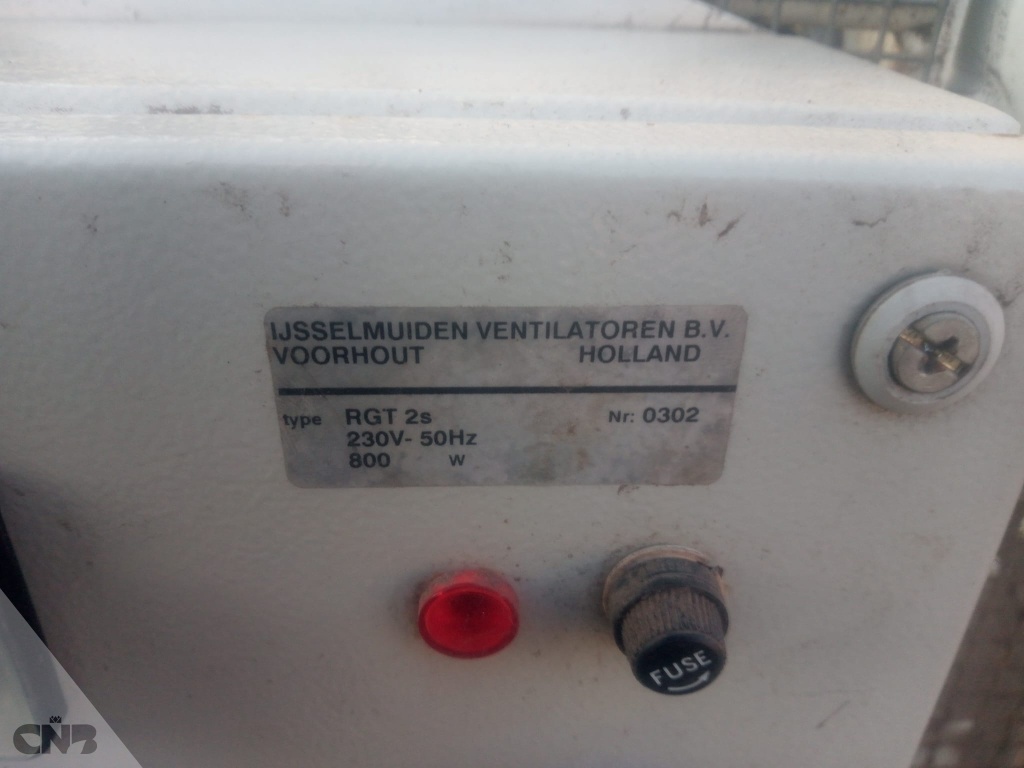 IJSSELMUIDEN VENTILATOREN B.V.
VOORHOUT HOLLAND
type RGT 2s Nr: 0302
230V- 50Hz
800 W
FUSE
CNB